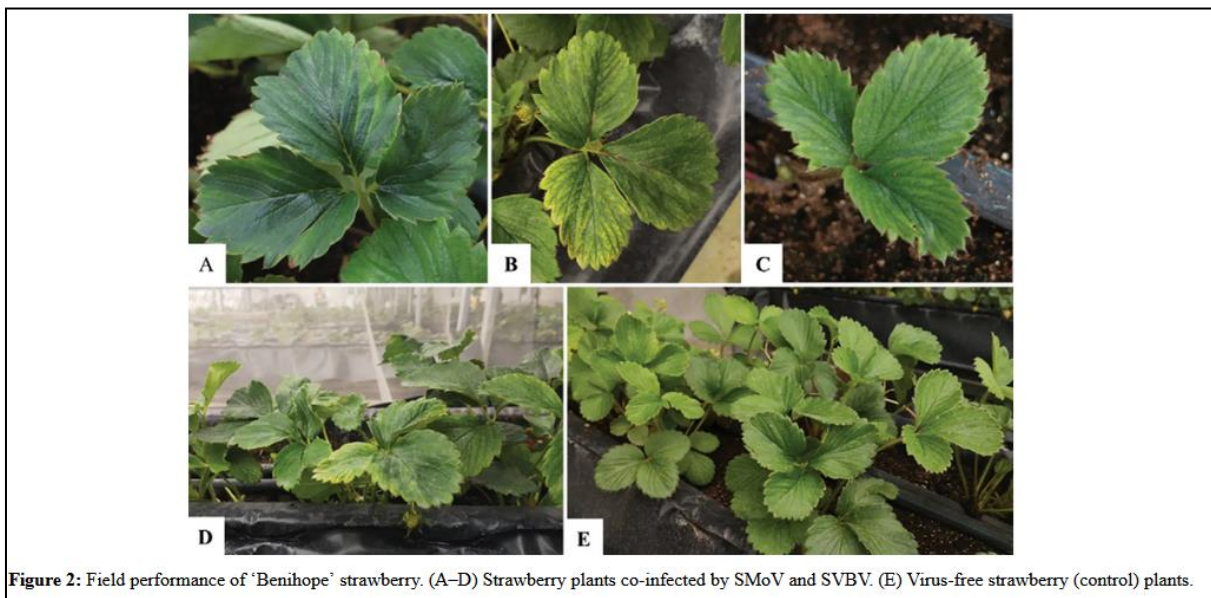 A
B
C
D
E
Figure 2: Field performance of ‘Benihope’ strawberry. (A–D) Strawberry plants co-infected by SMoV and SVBV. (E) Virus-free strawberry (control) plants.